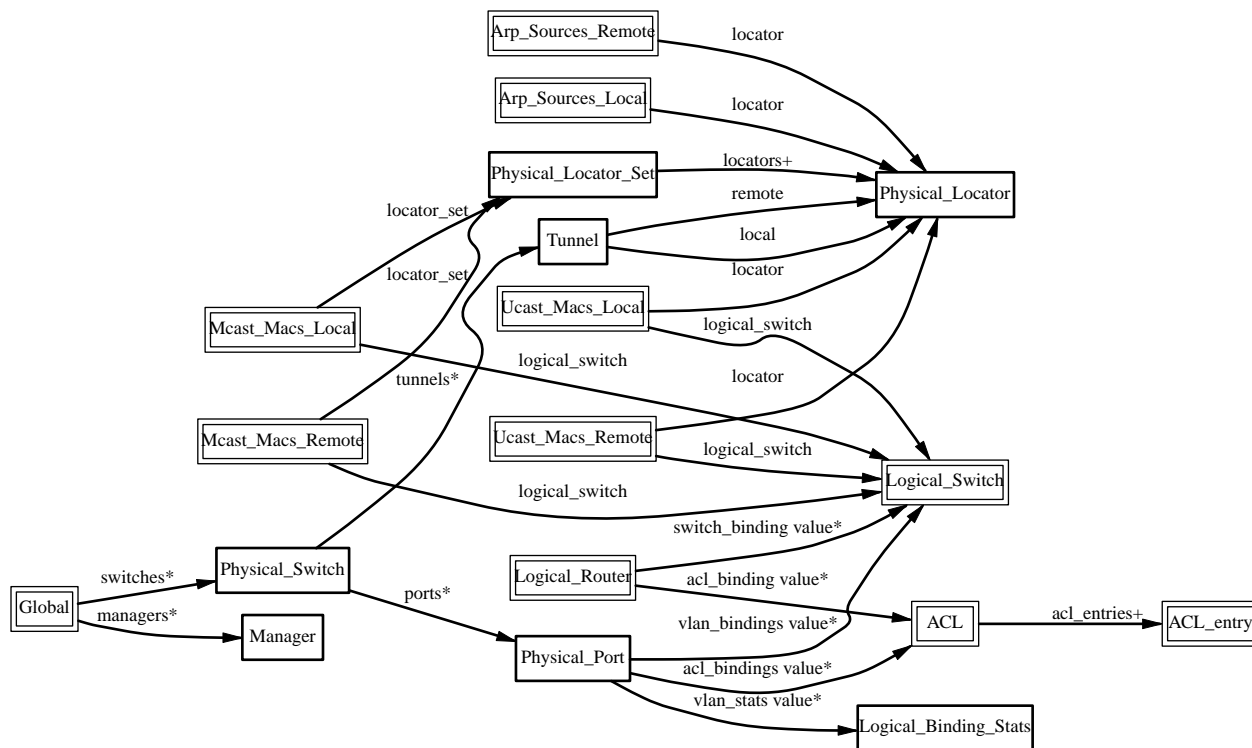 Arp_Sources_Remote
locator
Arp_Sources_Local
locator
Physical_Locator_Set
locators+
Physical_Locator
remote
locator_set
Tunnel
local
locator_set
locator
Ucast_Macs_Local
logical_switch
Mcast_Macs_Local
logical_switch
locator
tunnels*
Mcast_Macs_Remote
Ucast_Macs_Remote
logical_switch
Logical_Switch
logical_switch
switch_binding value*
Physical_Switch
switches*
Logical_Router
acl_binding value*
ports*
Global
managers*
Manager
vlan_bindings value*
ACL
acl_entries+
ACL_entry
Physical_Port
acl_bindings value*
vlan_stats value*
Logical_Binding_Stats